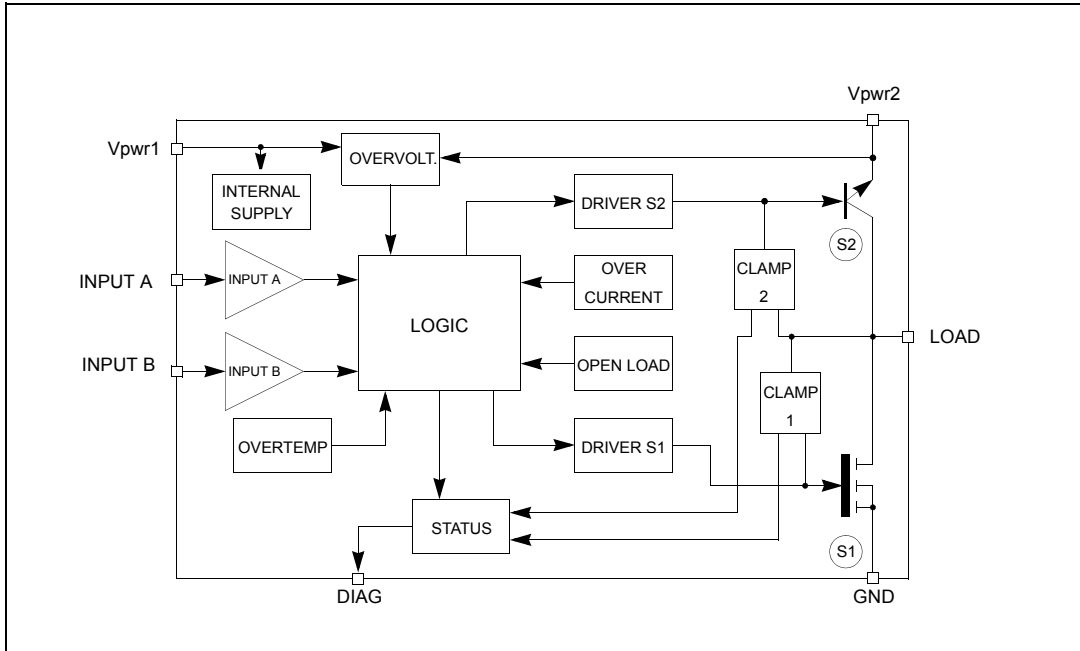 Vpwr2
Vpwr1
OVERVOLT.
INTERNAL
SUPPLY
DRIVER S2
S2
INPUT A
INPUT A
OVER
CURRENT
CLAMP
2
LOGIC
LOAD
INPUT B
INPUT B
OPEN LOAD
CLAMP
1
OVERTEMP
DRIVER S1
STATUS
S1
DIAG
GND